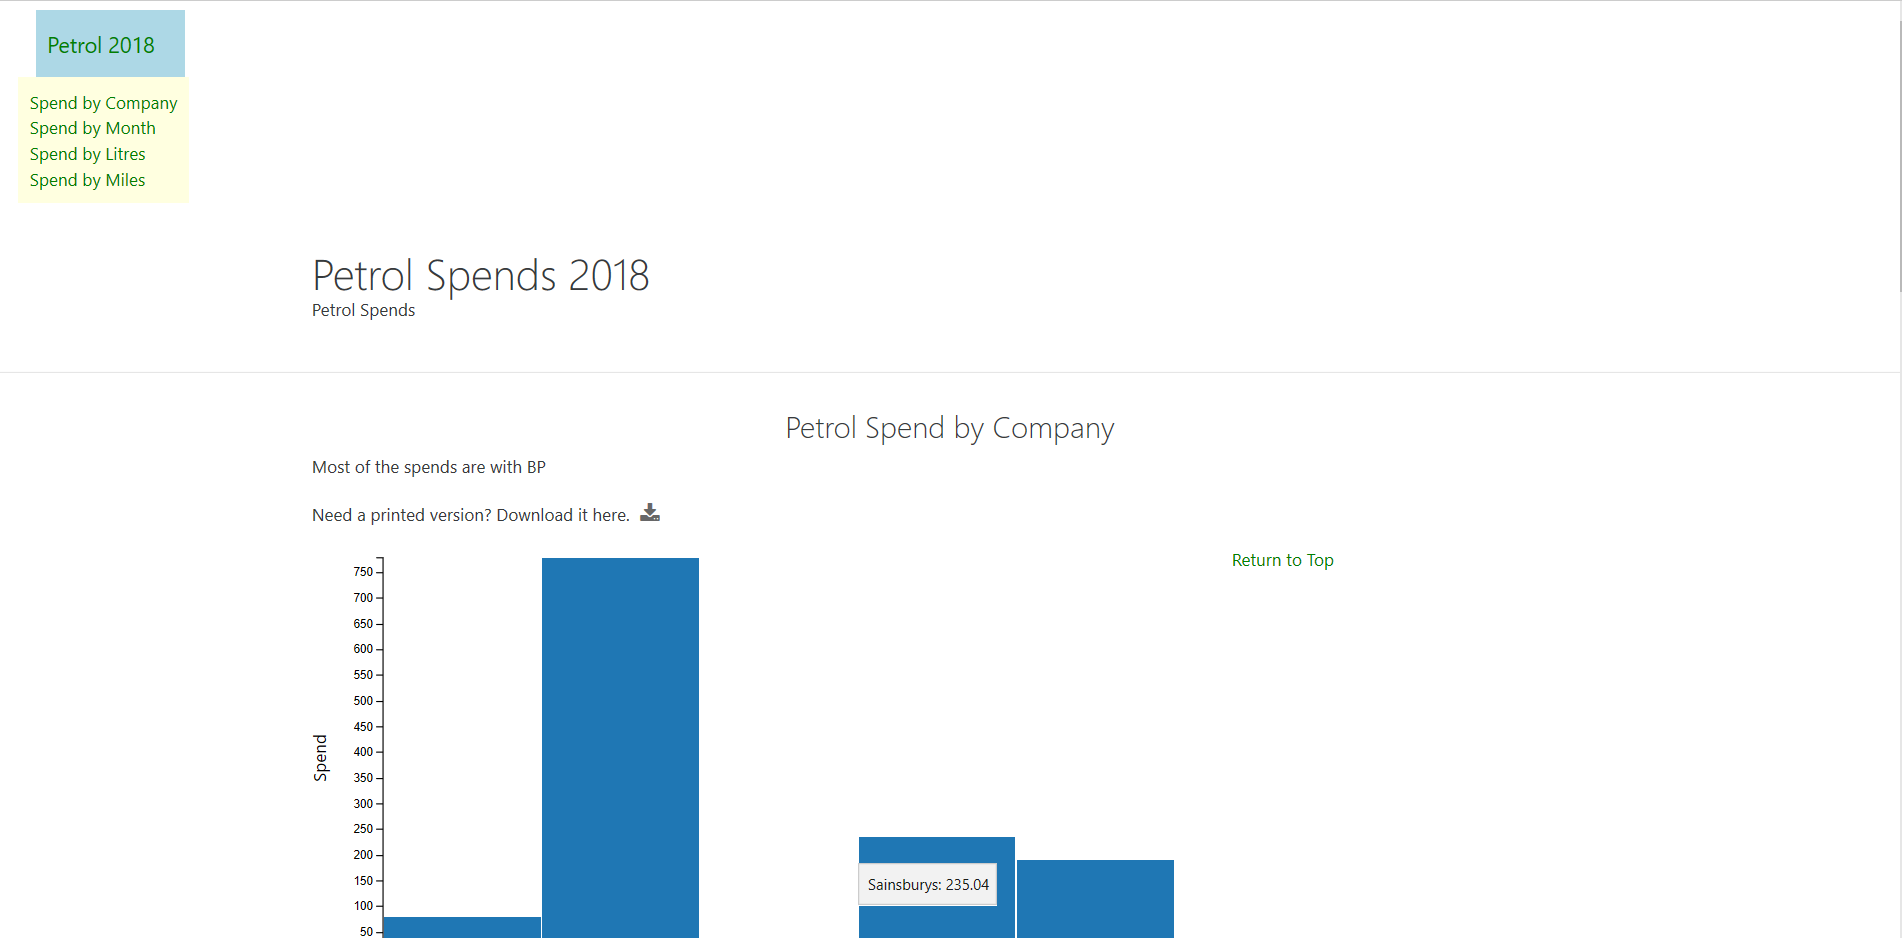 Petrol 2018
Spend by Company
Spend by Month
Spend by Litres
Spend by Miles
Petrol Spends 2018
Petrol Spends
Petrol Spend by Company
Most of the spends are with BP
Need a printed version? Download it here.
Return to Top
750
700
650
600
550
500
450
400
350
300
250
200
150
100
50
Spend
Sainsburys: 235.04